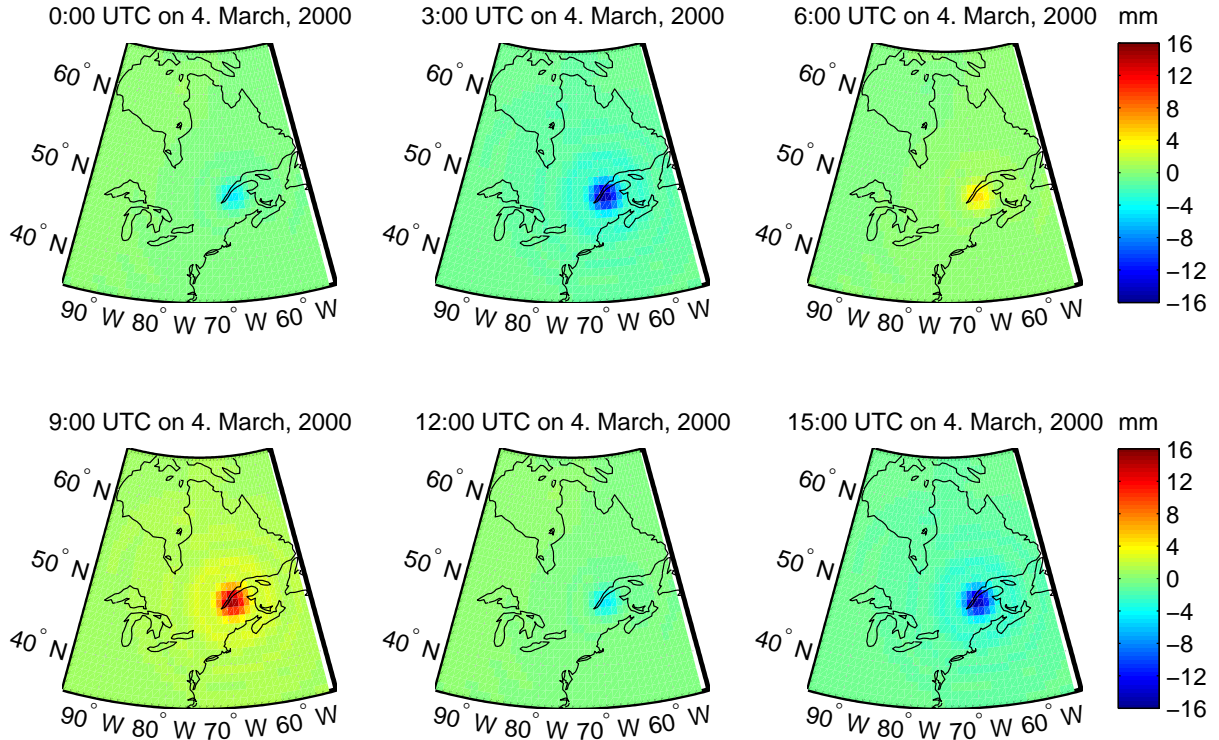 0:00 UTC on 4. March, 2000
3:00 UTC on 4. March, 2000
6:00 UTC on 4. March, 2000
mm
60° N
50° N
40° N
90° W 80° W 70° W 60° W
60° N
50° N
40° N
90° W 80° W 70° W 60° W
60° N
50° N
40° N
90° W 80° W 70° W 60° W
16
12
8
4
0
−4
−8
−12
−16
9:00 UTC on 4. March, 2000
12:00 UTC on 4. March, 2000
15:00 UTC on 4. March, 2000
mm
60° N
50° N
40° N
90° W 80° W 70° W 60° W
60° N
50° N
40° N
90° W 80° W 70° W 60° W
60° N
50° N
40° N
90° W 80° W 70° W 60° W
16
12
8
4
0
−4
−8
−12
−16